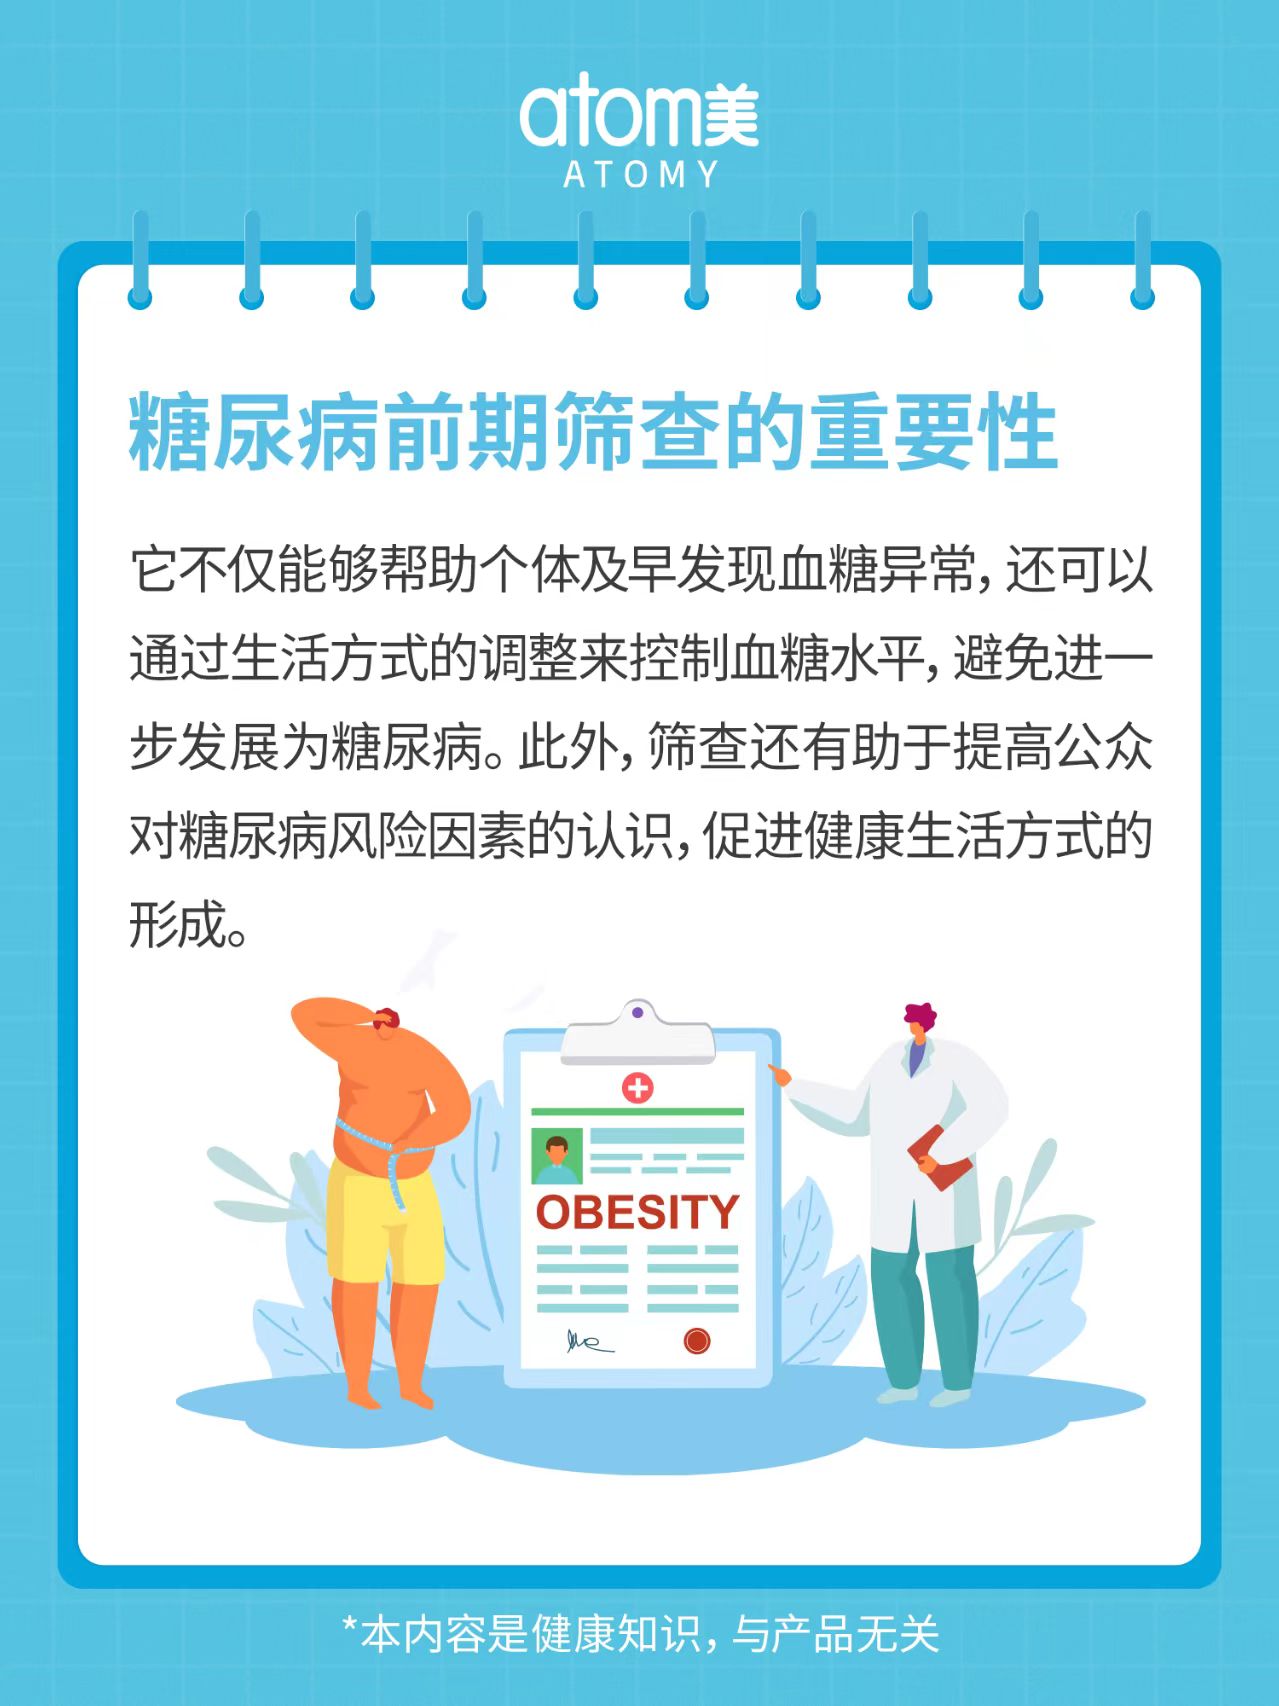 atom美
ATOMY
糖尿病前期筛查的重要性
它不仅能够帮助个体及早发现血糖异常，还可以
通过生活方式的调整来控制血糖水平，避免进一
步发展为糖尿病。此外，筛查还有助于提高公众
对糖尿病风险因素的认识，促进健康生活方式的
形成。
OBESITY
*本内容是健康知识，与产品无关